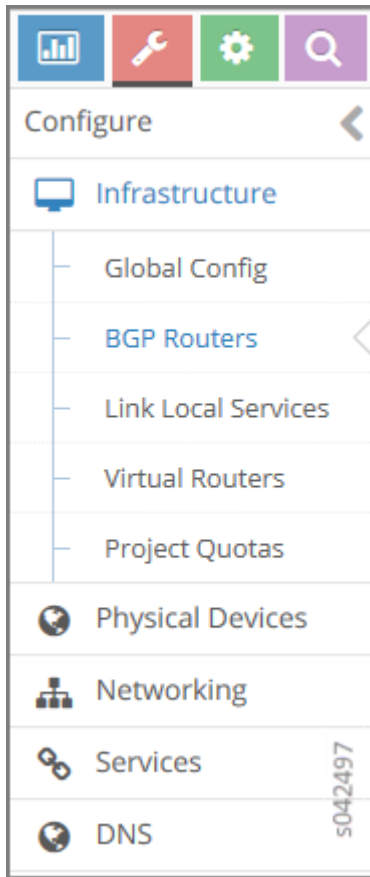 Configure
Infrastructure
Global Config
BGP Routers
Link Local Services
Virtual Routers
Project Quotas
Physical Devices
Networking
Services
DNS
s042497